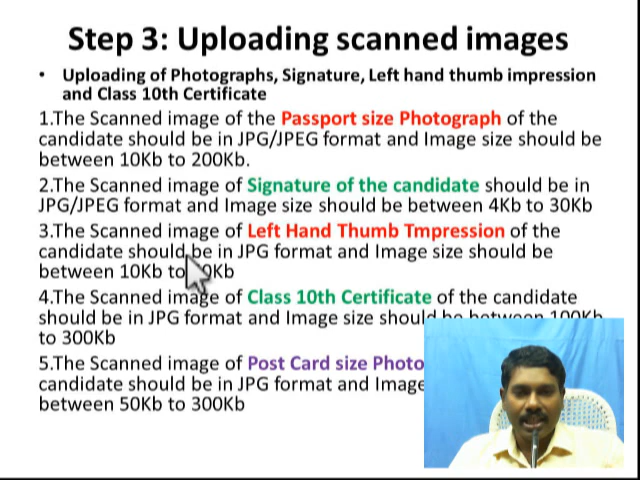 Step 3: Uploading scanned images
• Uploading of Photographs, Signature, Left hand thumb impression
and Class 10th Certificate
1.The Scanned image of the Passport size Photograph of the
candidate should be in JPG/JPEG format and Image size should be
between 10Kb to 200Kb.
2.The Scanned image of Signature of the candidate should be in
JPG/JPEG format and Image size should be between 4Kb to 30Kb
3.The Scanned image of Left Hand Thumb Tmpression of the
candidate should be in JPG format and Image size should be
between 10Kb to
4.The Scanned image of Class 10th Certificate of the candidate
should be in JPG format and Image size should be between 100Kb
to 300Kb
5.The Scanned image of Post Card size Photo
candidate should be in JPG format and Image
between 50Kb to 300Kb